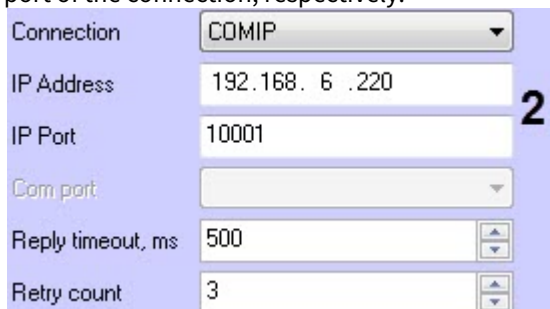 port of the connection, respectively.
Connection COMIP
IP Address 192.168. 6 .220
2
IP Port 10001
Com port
Reply timeout, ms 500
Retry count 3